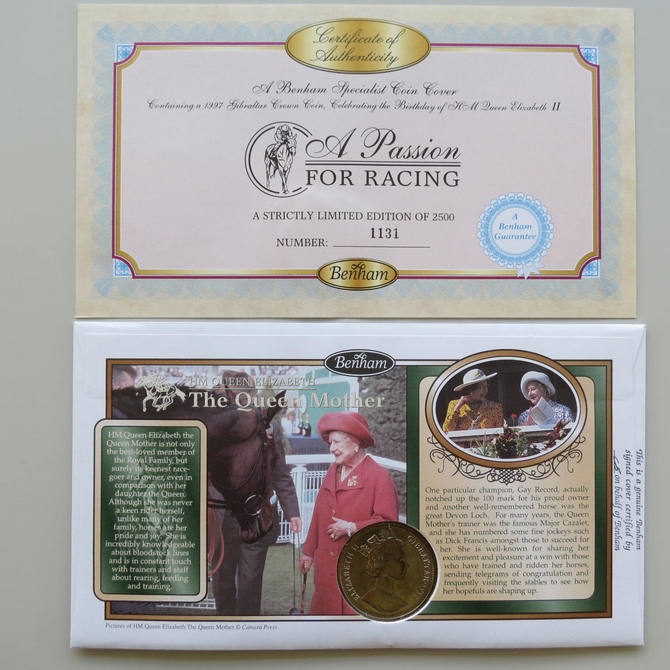 Certificate of
Authenticity
A Benham Specialist Coin Cover
Containing a 1997 Gibraltar Crown Coin, Celebrating the Birthday of HM Queen Elizabeth II
A Passion
FOR RACING
A STRICTLY LIMITED EDITION OF 2500
NUMBER: 1131
A
Benham
Guarantee
Benham
Benham
HM QUEEN ELIZABETH
The Queen Mother
HM Queen Elizabeth the
Queen Mother is not only
the best-loved member of
the Royal Family, but
surely its keenest race-
goer and owner, even in
comparison with her
daughter the Queen.
Although she was never
a keen rider herself,
unlike many of her
family, horses are her
pride and joy. She is
incredibly knowledgeable
about bloodstock lines
and is in constant touch
with trainers and staff
about rearing, feeding
and training.
One particular champion, Gay Record, actually
notched up the 100 mark for his proud owner
and another well-remembered horse was the
great Devon Loch. For many years, the Queen
Mother's trainer was the famous Major Cazalet,
and she has numbered some fine jockeys such
as Dick Francis amongst those to succeed for
her. She is well-known for sharing her
excitement and pleasure at a win with those
who have trained and ridden her horses,
sending telegrams of congratulation and
frequently visiting the stables to see how
her hopefuls are shaping up.
ELIZABETH II
GIBRALTAR
This is a genuine Benham
signed cover certified by
on behalf of Benham
Pictures of HM Queen Elizabeth The Queen Mother © Camera Press